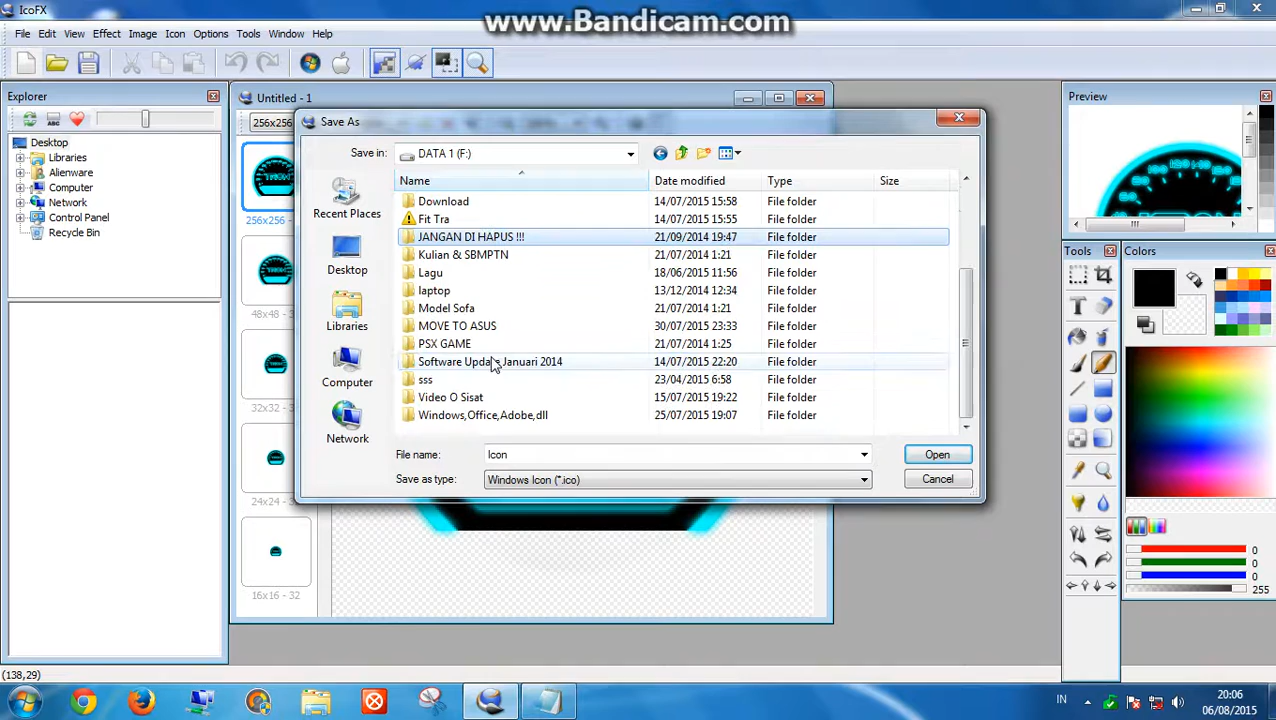 IcoFX
www.Bandicam.com
File Edit View Effect Image Icon Options Tools Window Help
Explorer
Desktop
Libraries
Alienware
Computer
Network
Control Panel
Recycle Bin
Untitled - 1
256x256
256x256 -
48x48 -
32x32 -
24x24 -
16x16 - 32
Save As
Save in: DATA 1 (F:)
Name Date modified Type Size
Download 14/07/2015 15:58 File folder
Fit Tra 14/07/2015 15:55 File folder
JANGAN DI HAPUS !!! 21/09/2014 19:47 File folder
Kulian & SBMPTN 21/07/2014 1:21 File folder
Lagu 18/06/2015 11:56 File folder
laptop 13/12/2014 12:34 File folder
Model Sofa 21/07/2014 1:21 File folder
MOVE TO ASUS 30/07/2015 23:33 File folder
PSX GAME 21/07/2014 1:25 File folder
Software Update Januari 2014 14/07/2015 22:20 File folder
sss 23/04/2015 6:58 File folder
Video O Sisat 15/07/2015 19:22 File folder
Windows,Office,Adobe,dll 25/07/2015 19:07 File folder
Recent Places
Desktop
Libraries
Computer
Network
File name: Icon Open
Save as type: Windows Icon (*.ico) Cancel
Preview
Tools
Colors
0
0
0
255
(138,29)
IN
20:06
06/08/2015